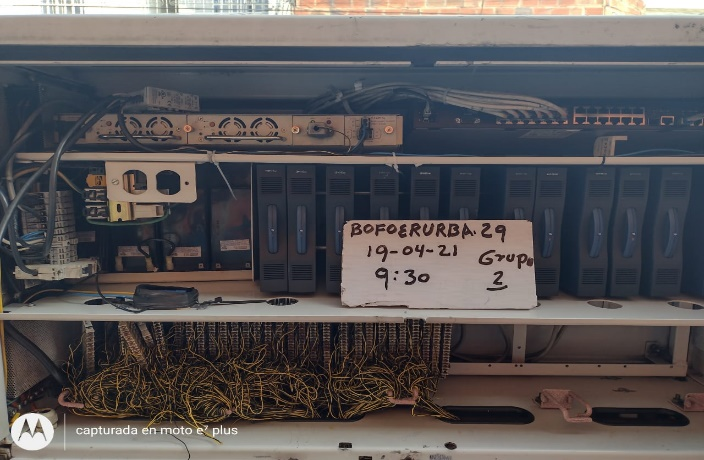 BOFOERURBA.29
19-04-21
Grupo
9:30
2
capturada en moto e⁷ plus